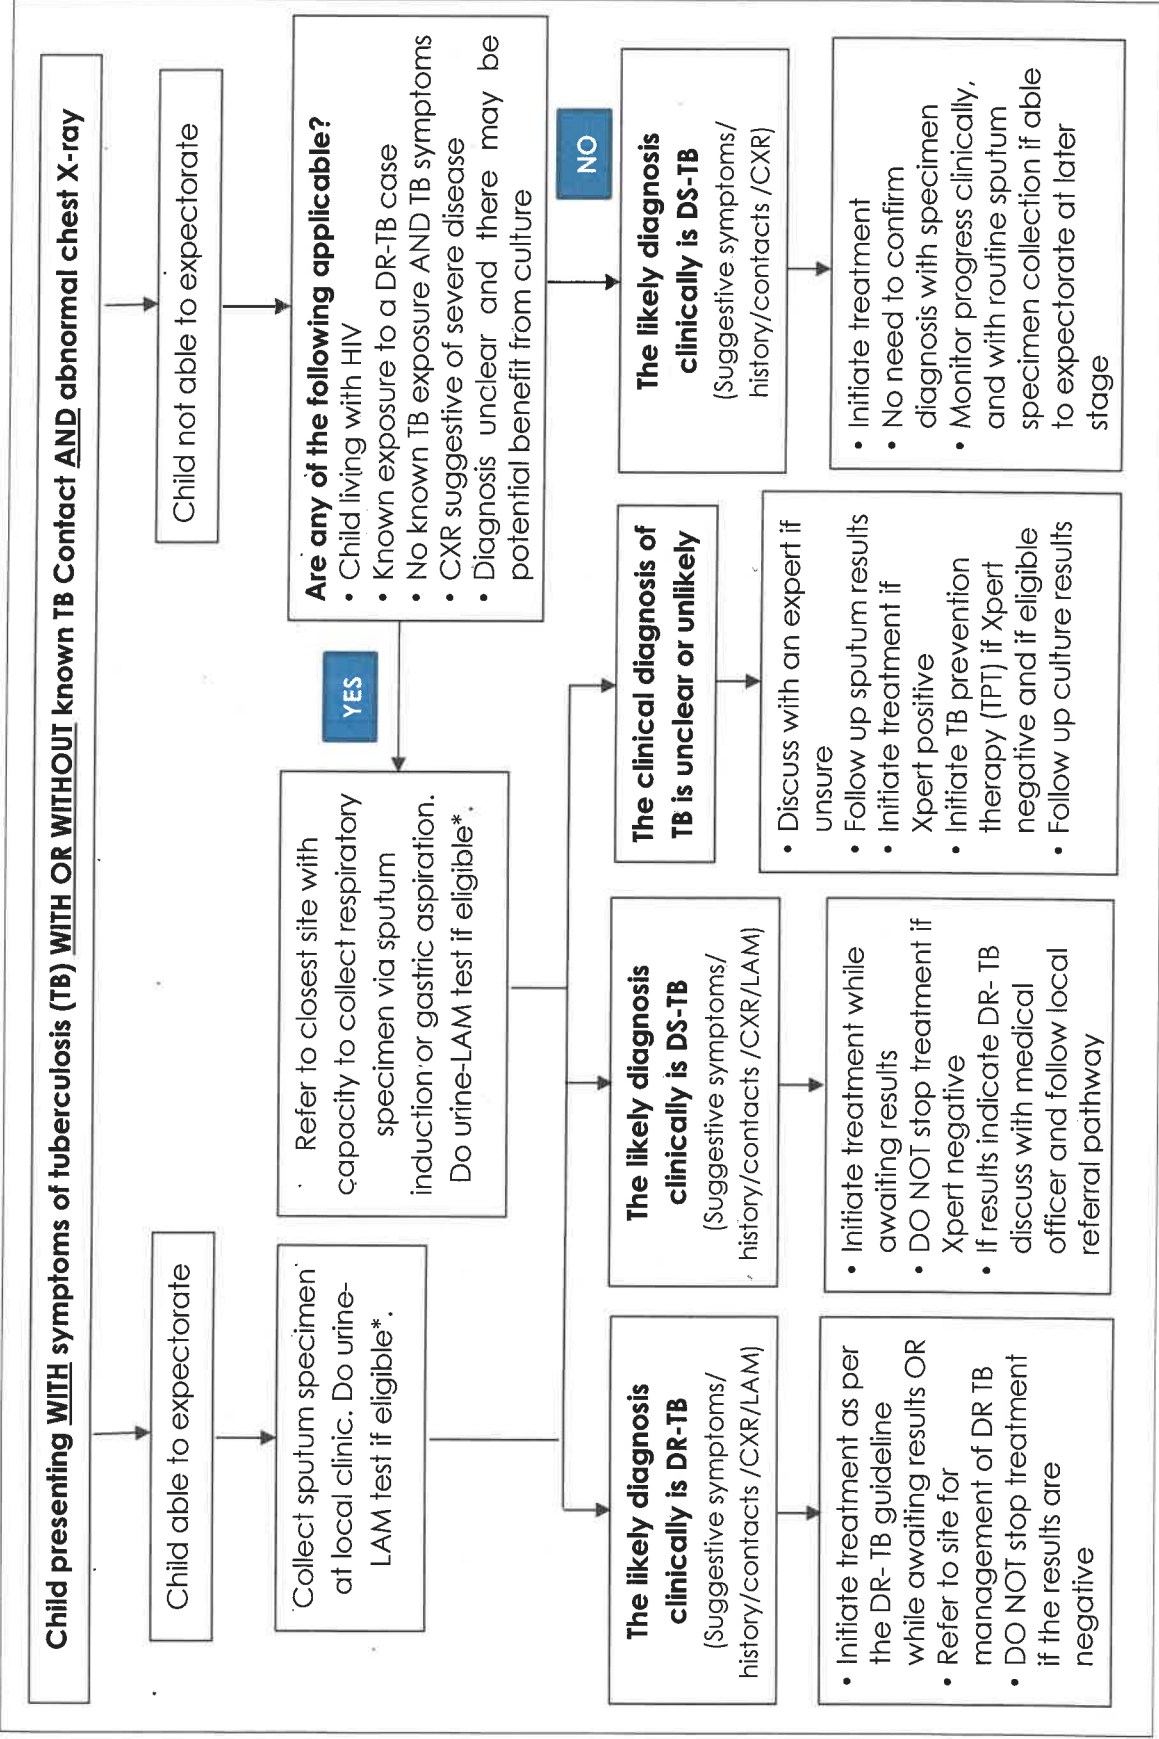 Child presenting WITH symptoms of tuberculosis (TB) WITH OR WITHOUT known TB Contact AND abnormal chest X-ray
Child able to expectorate
Child not able to expectorate
Collect sputum specimen
at local clinic. Do urine-
LAM test if eligible*.
Refer to closest site with
capacity to collect respiratory
specimen via sputum
induction or gastric aspiration.
Do urine-LAM test if eligible*.
YES
Are any of the following applicable?
• Child living with HIV
• Known exposure to a DR-TB case
• No known TB exposure AND TB symptoms
• CXR suggestive of severe disease
• Diagnosis unclear and there may be
potential benefit from culture
NO
The likely diagnosis
clinically is DR-TB
(Suggestive symptoms/
history/contacts /CXR/LAM)
The likely diagnosis
clinically is DS-TB
(Suggestive symptoms/
history/contacts /CXR/LAM)
The clinical diagnosis of
TB is unclear or unlikely
The likely diagnosis
clinically is DS-TB
(Suggestive symptoms/
history/contacts /CXR)
• Initiate treatment as per
the DR- TB guideline
while awaiting results OR
• Refer to site for
management of DR TB
• DO NOT stop treatment
if the results are
negative
• Initiate treatment while
awaiting results
• DO NOT stop treatment if
Xpert negative
• If results indicate DR- TB
discuss with medical
officer and follow local
referral pathway
• Discuss with an expert if
unsure
• Follow up sputum results
• Initiate treatment if
Xpert positive
• Initiate TB prevention
therapy (TPT) if Xpert
negative and if eligible
• Follow up culture results
• Initiate treatment
• No need to confirm
diagnosis with specimen
• Monitor progress clinically,
and with routine sputum
specimen collection if able
to expectorate at later
stage